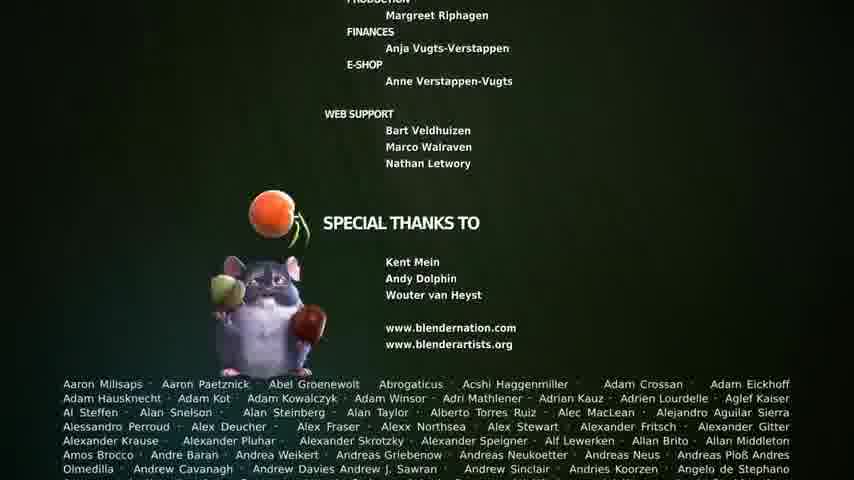 PRODUCTION
Margreet Riphagen
FINANCES
Anja Vugts-Verstappen
E-SHOP
Anne Verstappen-Vugts
WEB SUPPORT
Bart Veldhuizen
Marco Walraven
Nathan Letwory
SPECIAL THANKS TO
Kent Mein
Andy Dolphin
Wouter van Heyst
www.blendernation.com
www.blenderartists.org
Aaron Millsaps · Aaron Paetznick · Abel Groenewolt · Abrogaticus · Acshi Haggenmiller · Adam Crossan · Adam Eickhoff
Adam Hausknecht · Adam Kot · Adam Kowalczyk · Adam Winsor · Adri Mathlener · Adrian Kauz · Adrien Lourdelle · Aglef Kaiser
Al Steffen · Alan Snelson · Alan Steinberg · Alan Taylor · Alberto Torres Ruiz · Alec MacLean · Alejandro Aguilar Sierra
Alessandro Perroud · Alex Deucher · Alex Fraser · Alexx Northsea · Alex Stewart · Alexander Fritsch · Alexander Gitter
Alexander Krause · Alexander Pluhar · Alexander Skrotzky · Alexander Speigner · Alf Lewerken · Allan Brito · Allan Middleton
Amos Brocco · Andre Baran · Andrea Weikert · Andreas Griebenow · Andreas Neukoetter · Andreas Neus · Andreas Ploß Andres
Olmedilla · Andrew Cavanagh · Andrew Davies Andrew J. Sawran · Andrew Sinclair · Andries Koorzen · Angelo de Stephano